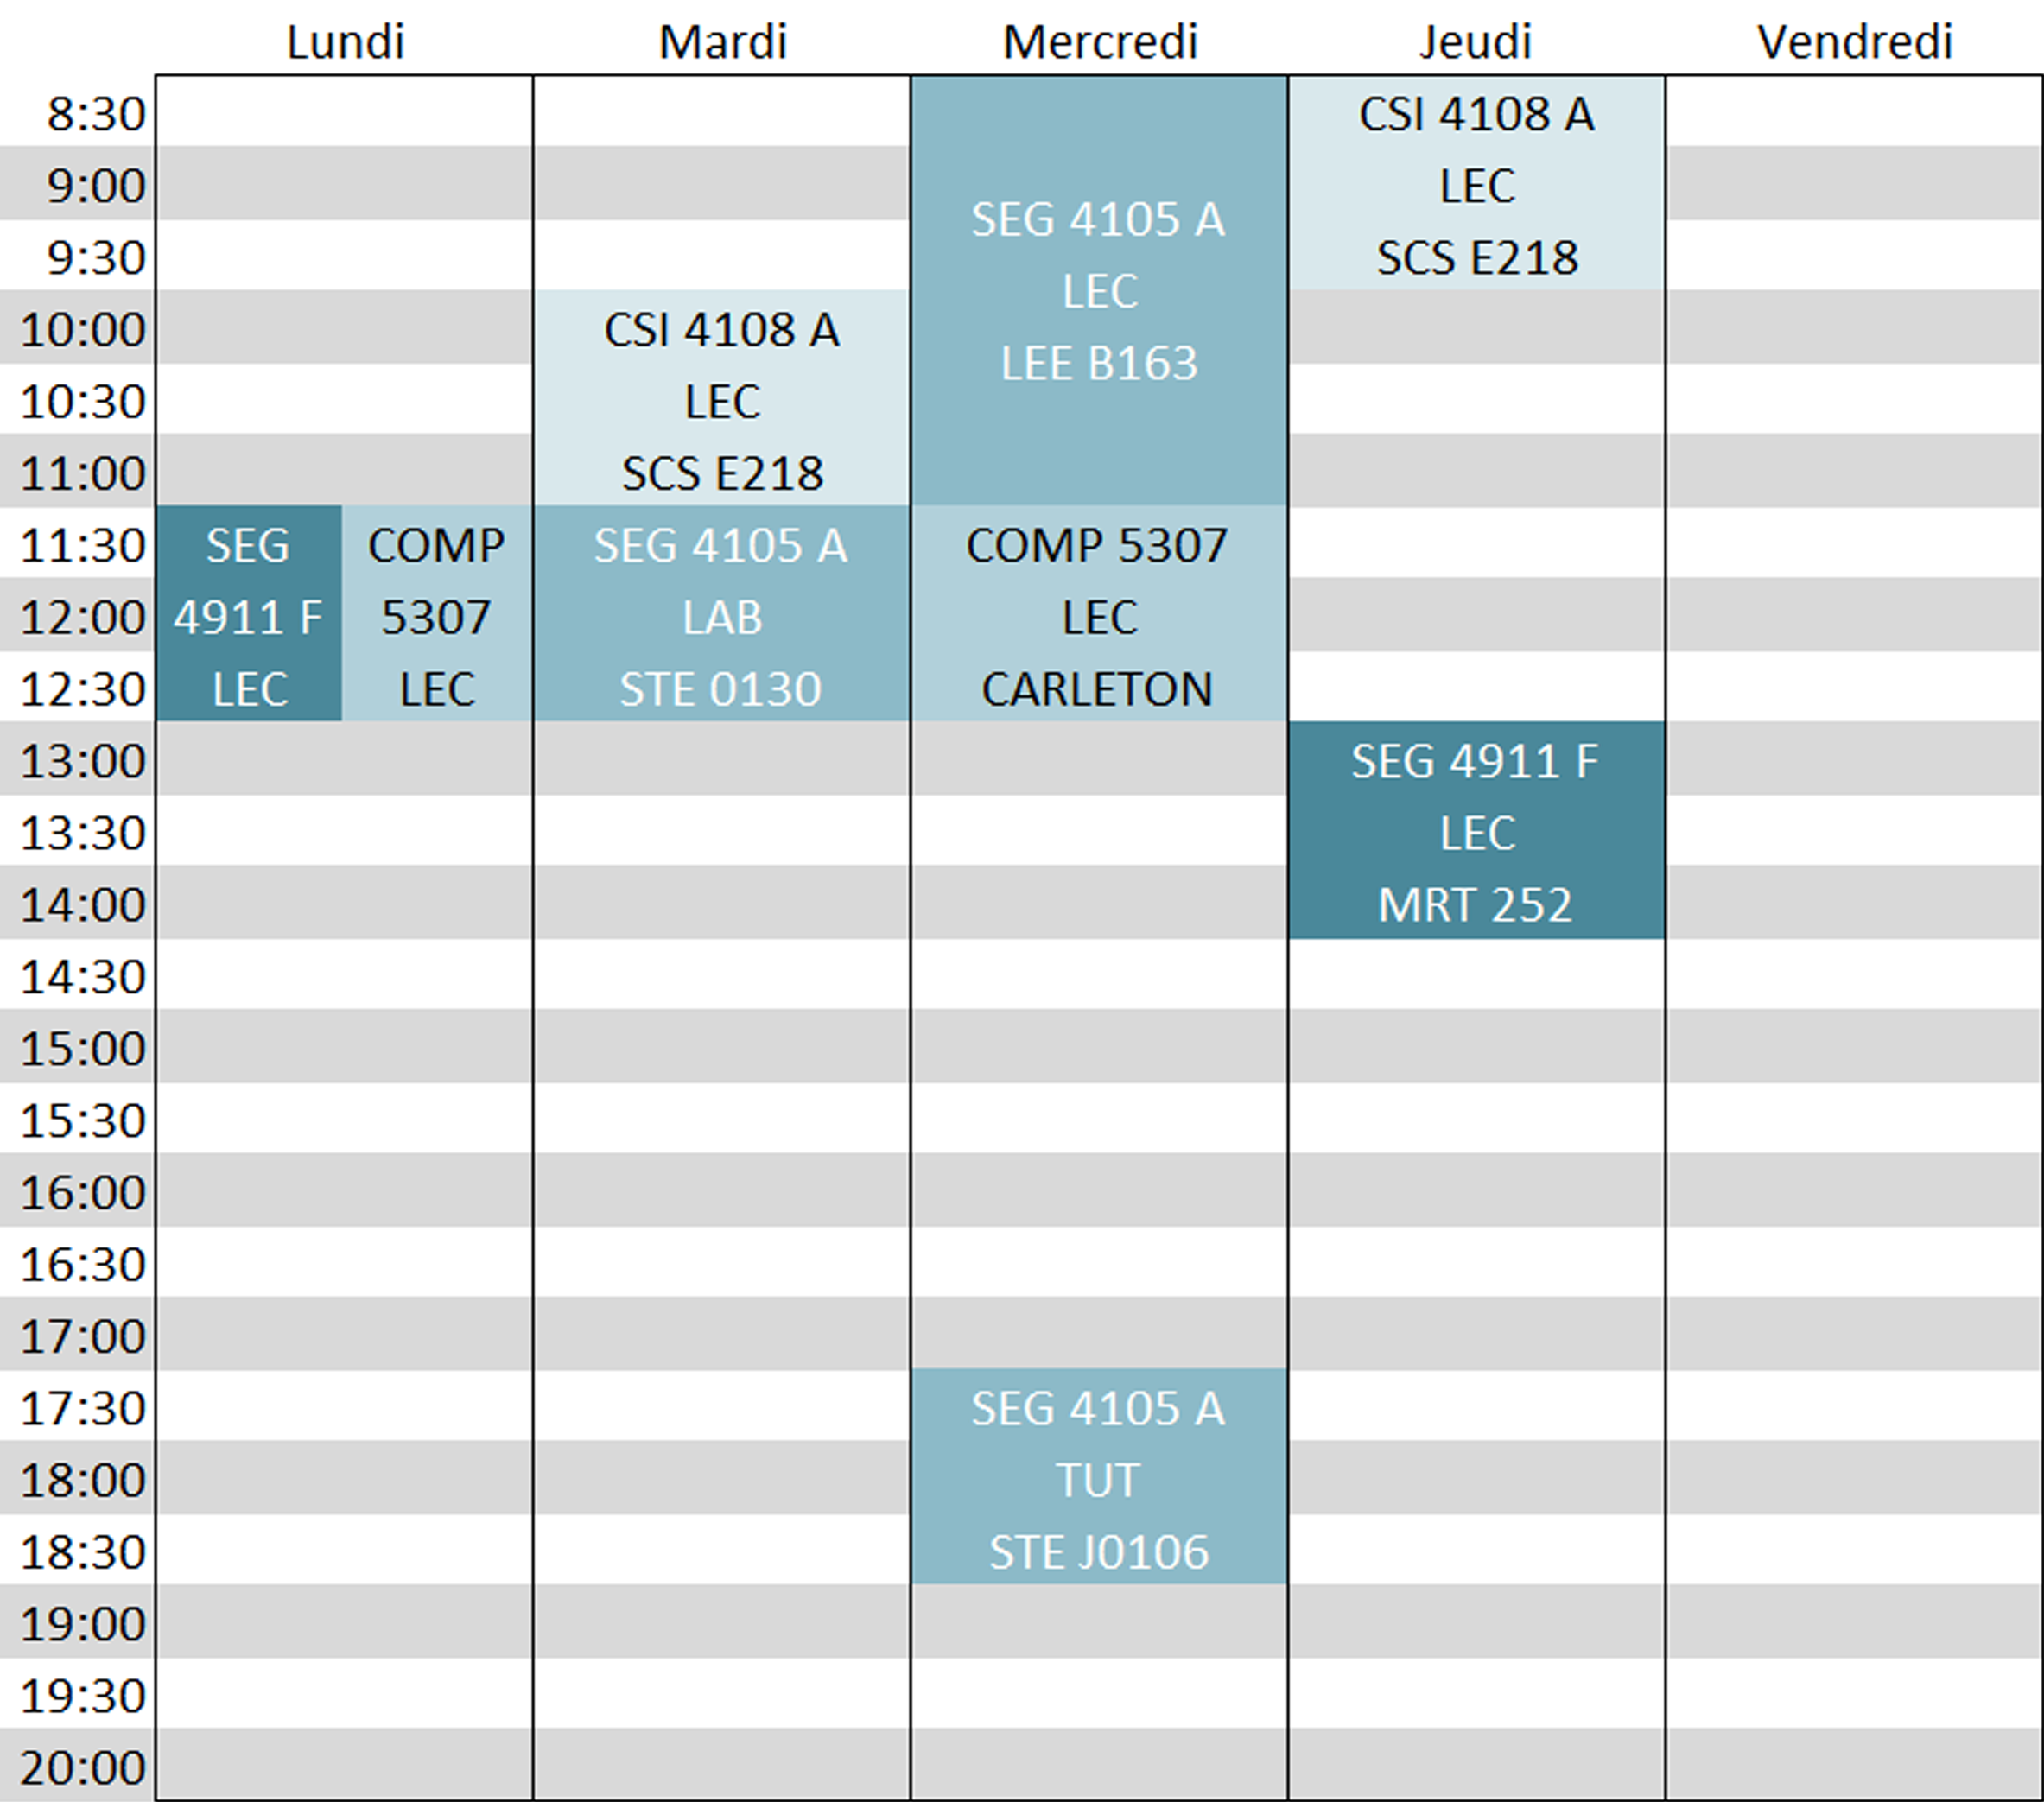 Lundi Mardi Mercredi Jeudi Vendredi
8:30 CSI 4108 A
9:00 LEC
SEG 4105 A
9:30 SCS E218
LEC
10:00 CSI 4108 A
LEE B163
10:30 LEC
11:00 SCS E218
11:30 SEG COMP SEG 4105 A COMP 5307
12:00 4911 F 5307 LAB LEC
12:30 LEC LEC STE 0130 CARLETON
13:00 SEG 4911 F
13:30 LEC
14:00 MRT 252
14:30
15:00
15:30
16:00
16:30
17:00
17:30 SEG 4105 A
18:00 TUT
18:30 STE J0106
19:00
19:30
20:00